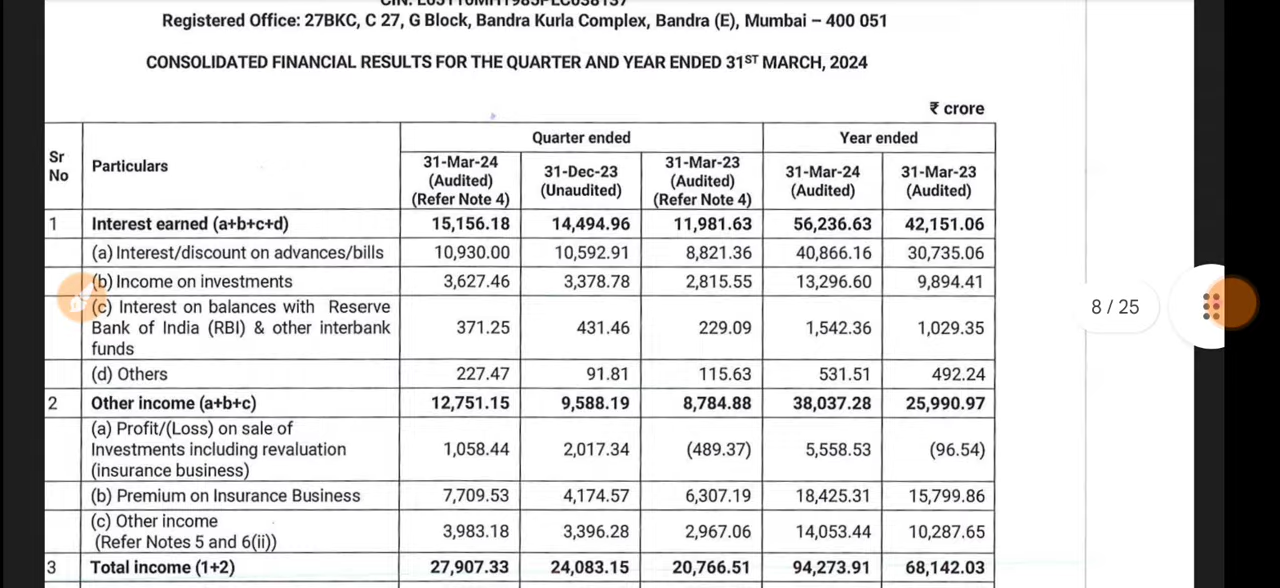 Registered Office: 27BKC, C 27, G Block, Bandra Kurla Complex, Bandra (E), Mumbai – 400 051
CONSOLIDATED FINANCIAL RESULTS FOR THE QUARTER AND YEAR ENDED 31ST MARCH, 2024
₹ crore
Sr No Particulars Quarter ended Year ended
31-Mar-24 (Audited) (Refer Note 4) 31-Dec-23 (Unaudited) 31-Mar-23 (Audited) (Refer Note 4) 31-Mar-24 (Audited) 31-Mar-23 (Audited)
1 Interest earned (a+b+c+d) 15,156.18 14,494.96 11,981.63 56,236.63 42,151.06
(a) Interest/discount on advances/bills 10,930.00 10,592.91 8,821.36 40,866.16 30,735.06
(b) Income on investments 3,627.46 3,378.78 2,815.55 13,296.60 9,894.41
(c) Interest on balances with Reserve
Bank of India (RBI) & other interbank 371.25 431.46 229.09 1,542.36 1,029.35
funds
(d) Others 227.47 91.81 115.63 531.51 492.24
2 Other income (a+b+c) 12,751.15 9,588.19 8,784.88 38,037.28 25,990.97
(a) Profit/(Loss) on sale of
Investments including revaluation 1,058.44 2,017.34 (489.37) 5,558.53 (96.54)
(insurance business)
(b) Premium on Insurance Business 7,709.53 4,174.57 6,307.19 18,425.31 15,799.86
(c) Other income 3,983.18 3,396.28 2,967.06 14,053.44 10,287.65
(Refer Notes 5 and 6(ii))
3 Total income (1+2) 27,907.33 24,083.15 20,766.51 94,273.91 68,142.03
8 / 25